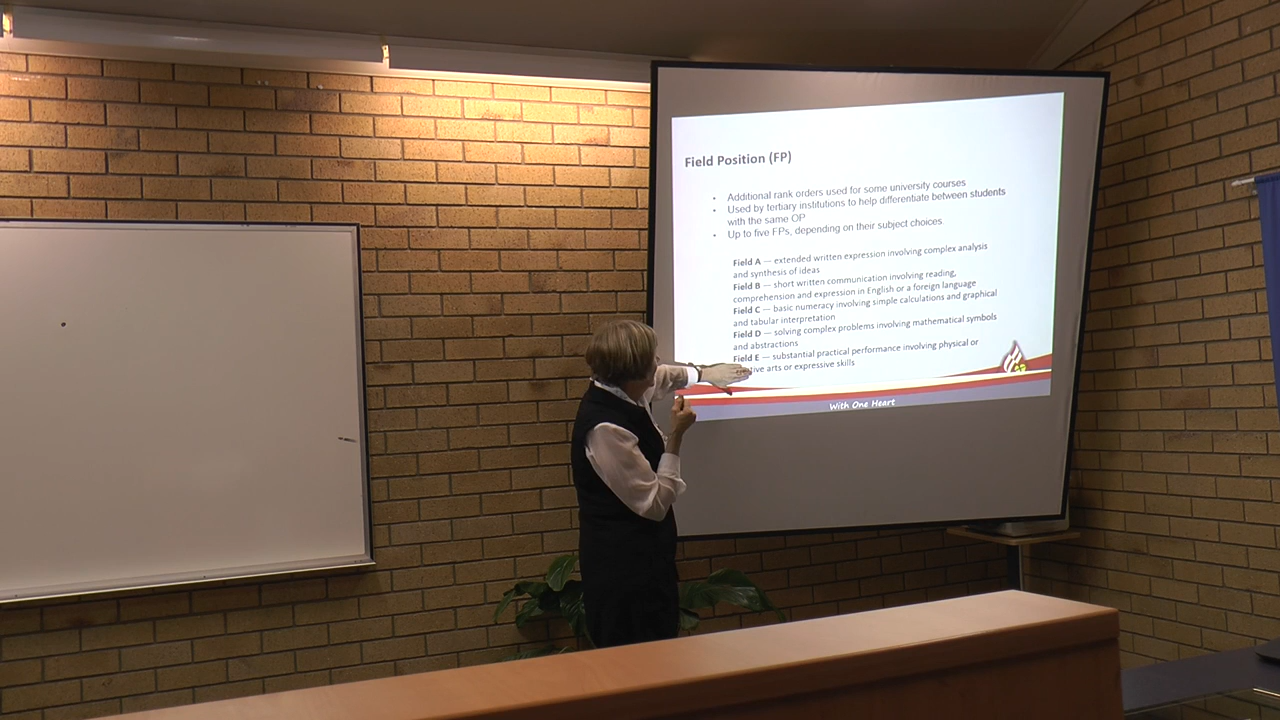 Field Position (FP)
• Additional rank orders used for some university courses
• Used by tertiary institutions to help differentiate between students
with the same OP
• Up to five FPs, depending on their subject choices.
Field A — extended written expression involving complex analysis
and synthesis of ideas
Field B — short written communication involving reading,
comprehension and expression in English or a foreign language
Field C — basic numeracy involving simple calculations and graphical
and tabular interpretation
Field D — solving complex problems involving mathematical symbols
and abstractions
Field E — substantial practical performance involving physical or
arts or expressive skills
With One Heart